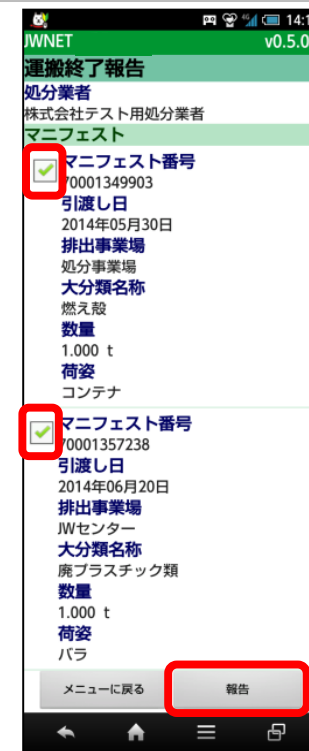 14:1
JWNET v0.5.0
運搬終了報告
処分業者
株式会社テスト用処分業者
マニフェスト
マニフェスト番号
70001349903
引渡し日
2014年05月30日
排出事業場
処分事業場
大分類名称
燃え殻
数量
1.000 t
荷姿
コンテナ
マニフェスト番号
70001357238
引渡し日
2014年06月20日
排出事業場
JWセンター
大分類名称
廃プラスチック類
数量
1.000 t
荷姿
バラ
メニューに戻る 報告